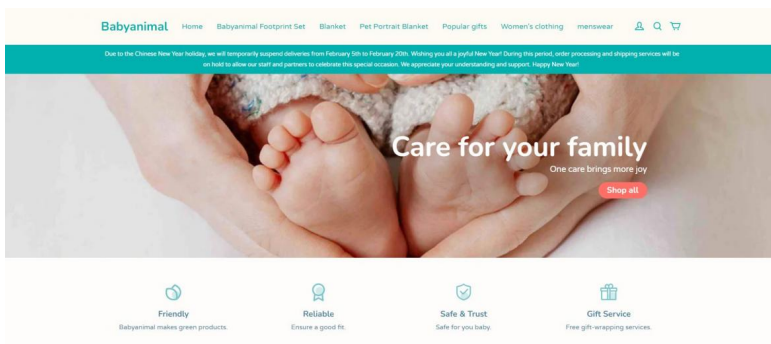 Babyanimal Home Babyanimal Footprint Set Blanket Pet Portrait Blanket Popular gifts Women's clothing menswear
Due to the Chinese New Year holiday, we will temporarily suspend deliveries from February 5th to February 20th. Wishing you all a joyful New Year! During this period, order processing and shipping services will be
on hold to allow our staff and partners to celebrate this special occasion. We appreciate your understanding and support. Happy New Year!
Care for your family
One care brings more joy
Shop all
Friendly Reliable Safe & Trust Gift Service
Babyanimal makes green products. Ensure a good fit. Safe for you baby. Free gift-wrapping services.